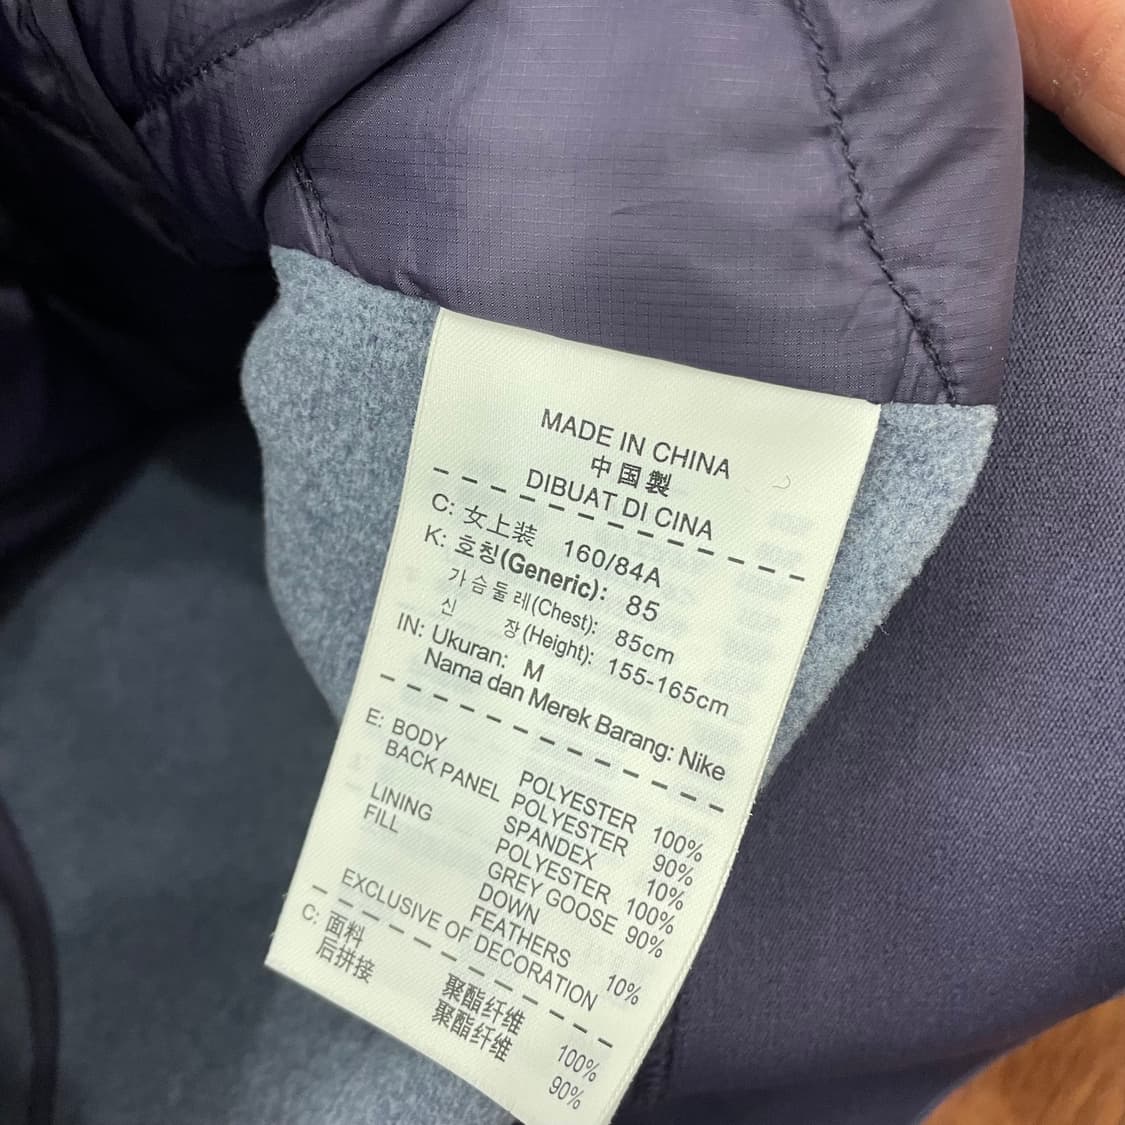 MADE IN CHINA
中国製
DIBUAT DI CINA
C: 女上装 160/84A
K: 호칭(Generic): 85
가슴둘레(Chest): 85cm
신 장(Height): 155-165cm
IN: Ukuran: M
Nama dan Merek Barang: Nike
E: BODY POLYESTER 100%
BACK PANEL POLYESTER 90%
SPANDEX 10%
LINING POLYESTER 100%
FILL GREY GOOSE 90%
DOWN
FEATHERS 10%
EXCLUSIVE OF DECORATION
C: 面料 聚酯纤维 100%
后拼接 聚酯纤维 90%